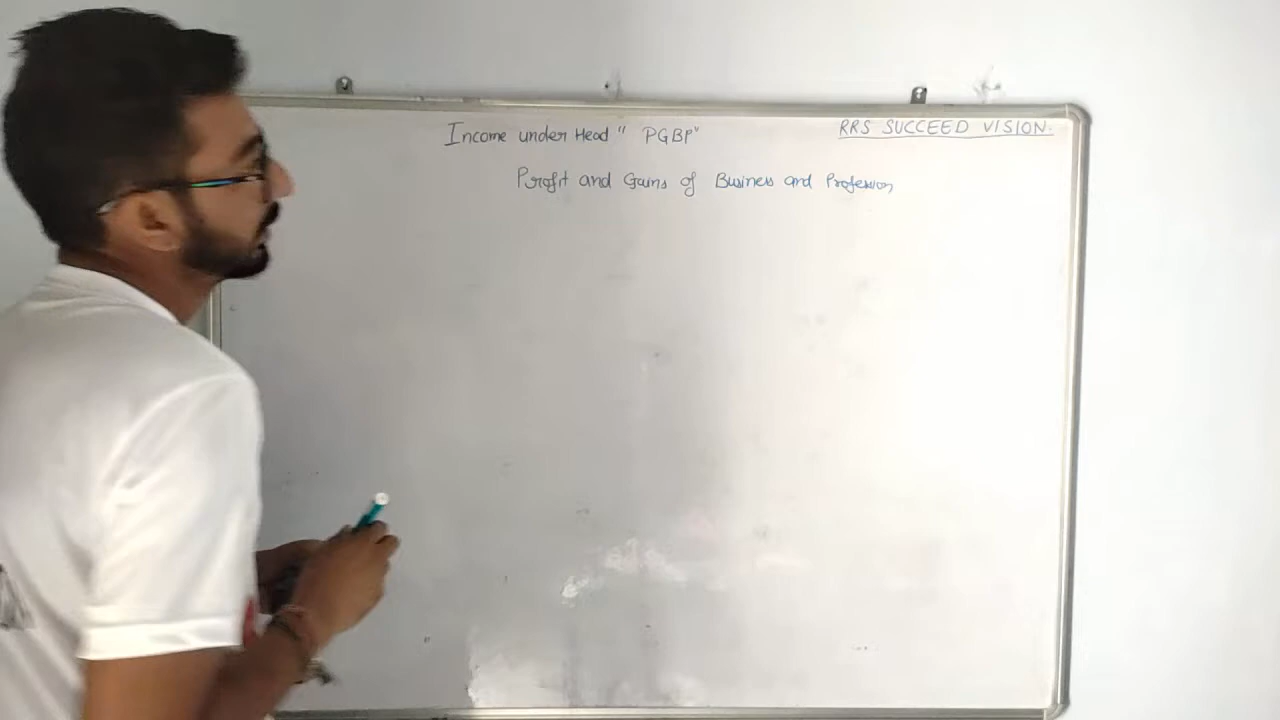 Income under Head " PGBP"
RRS SUCCEED VISION.
Profit and Gains of Business and Profession